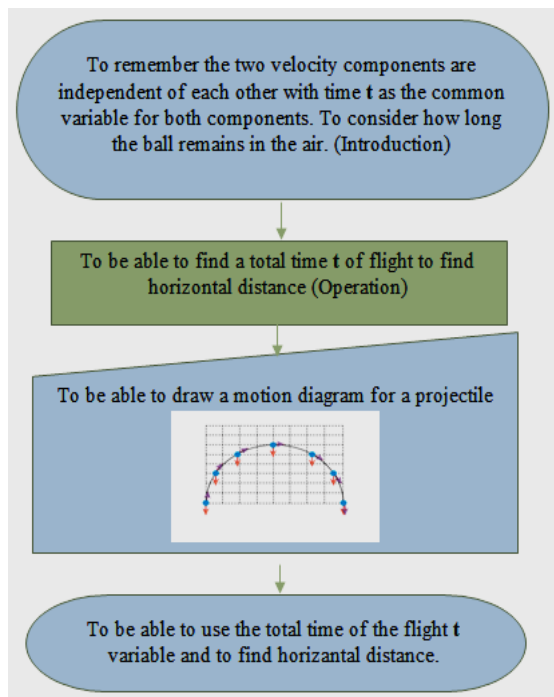 To remember the two velocity components are
independent of each other with time t as the common
variable for both components. To consider how long
the ball remains in the air. (Introduction)
To be able to find a total time t of flight to find
horizontal distance (Operation)
To be able to draw a motion diagram for a projectile
To be able to use the total time of the flight t
variable and to find horizantal distance.